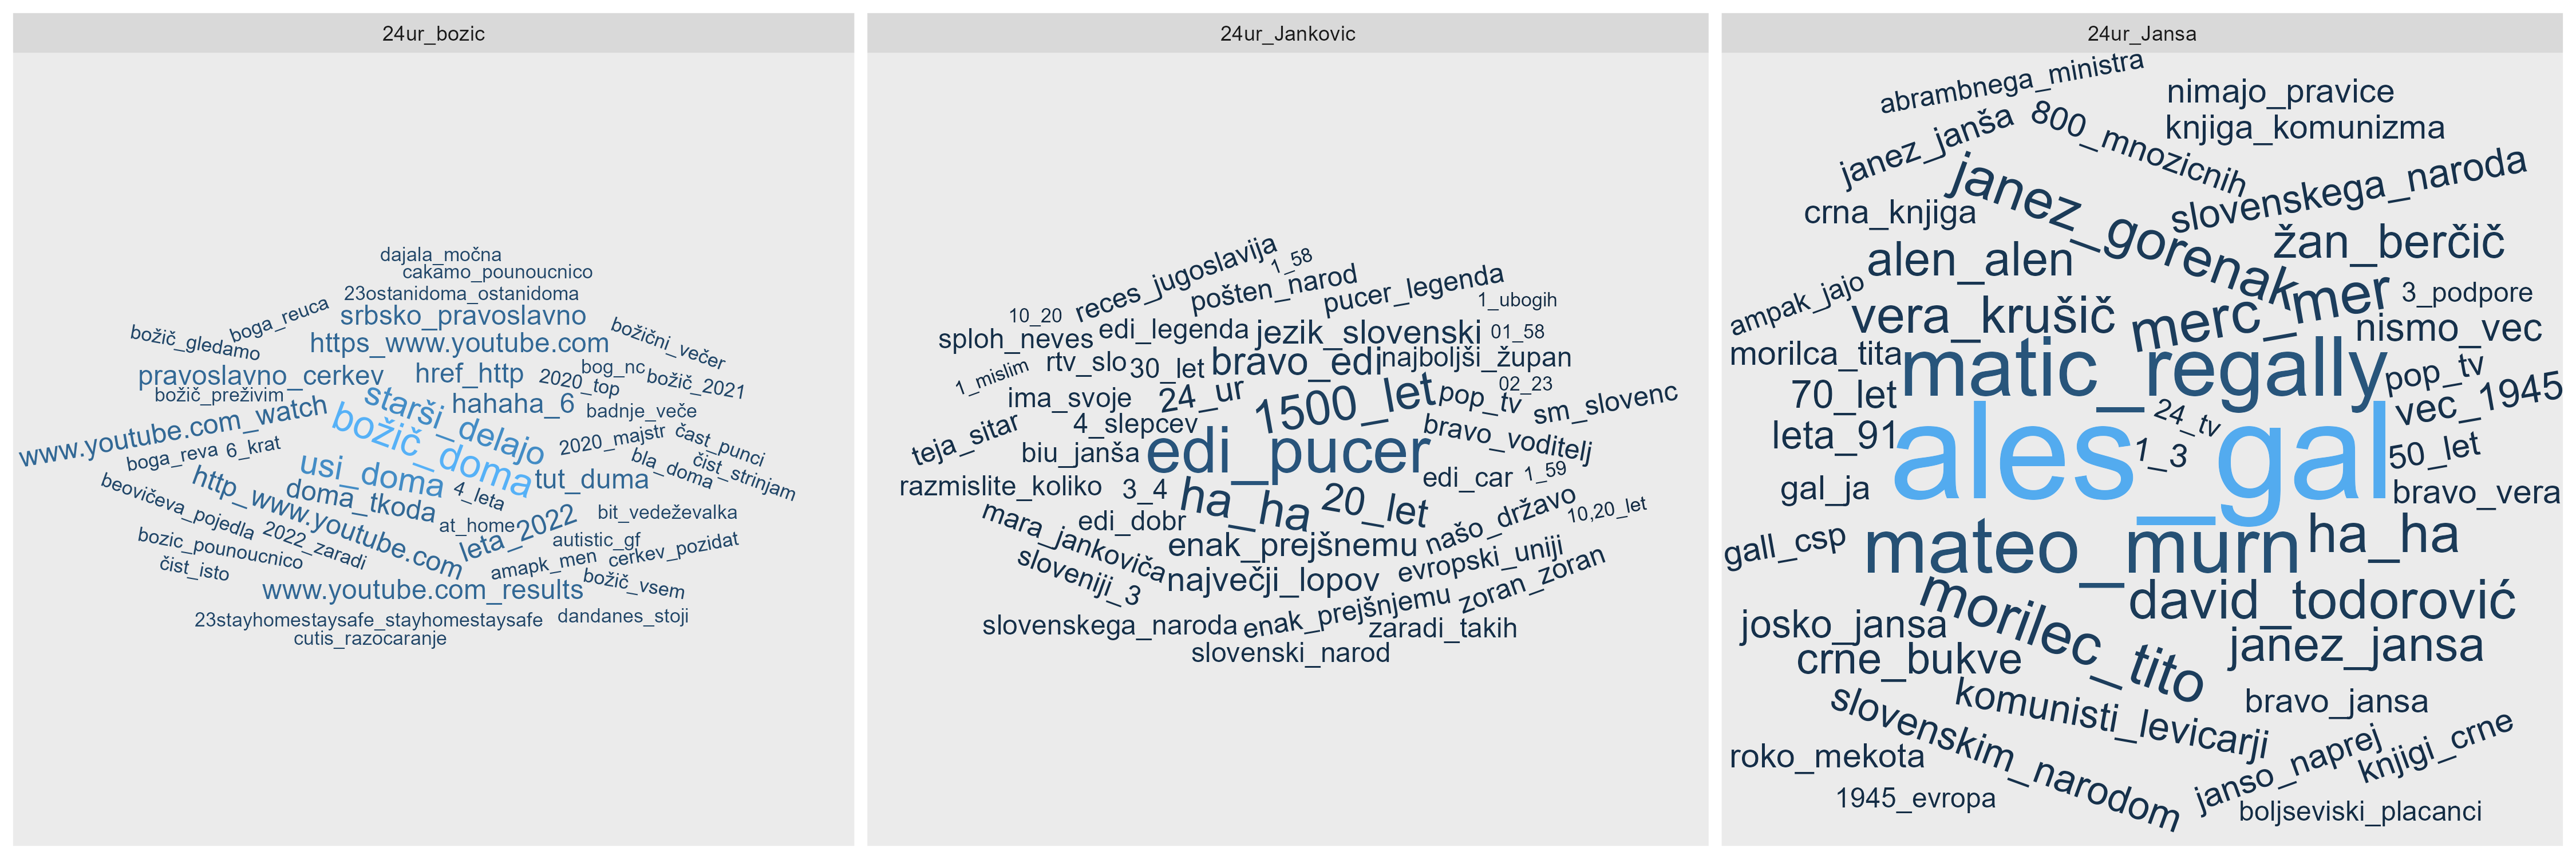 24ur_bozic
dajala_močna
cakamo_pounoucnico
23ostanidoma_ostanidoma
boga_reuca
srbsko_pravoslavno
božični_večer
božič_gledamo
https_www.youtube.com
bog_nc
pravoslavno_cerkev
href_http
2020_top
božič_2021
božič_preživim
starši_delajo
hahaha_6
badnje_veče
www.youtube.com_watch
božič_doma
2020_majstr
čast_punci
boga_reva
6_krat
bla_doma
čist_strinjam
usi_doma
tut_duma
beovičeva_pojedla
http_www.youtube.com
doma_tkoda
4_leta
at_home
leta_2022
bit_vedeževalka
2022_zaradi
autistic_gf
bozic_pounoucnico
amapk_men
cerkev_pozidat
čist_isto
božič_vsem
www.youtube.com_results
23stayhomestaysafe_stayhomestaysafe
dandanes_stoji
cutis_razocaranje
24ur_Jankovic
reces_jugoslavija
1_58
pošten_narod
pucer_legenda
1_ubogih
10_20
sploh_neves
edi_legenda
jezik_slovenski
01_58
rtv_slo
30_let
bravo_edi
najboljši_župan
1_mislim
ima_svoje
24_ur
1500_let
pop_tv
02_23
sm_slovenc
teja_sitar
4_slepcev
bravo_voditelj
biu_janša
edi_pucer
edi_car
1_59
razmislite_koliko
3_4
ha_ha
20_let
našo_državo
10,20_let
mara_jankoviča
edi_dobr
enak_prejšnemu
evropski_uniji
sloveniji_3
največji_lopov
zoran_zoran
slovenskega_naroda
enak_prejšnjemu
zaradi_takih
slovenski_narod
24ur_Jansa
abrambnega_ministra
nimajo_pravice
janez_janša
800_mnozicnih
knjiga_komunizma
janez_gorenak
slovenskega_naroda
crna_knjiga
alen_alen
žan_berčič
ampak_jajo
vera_krušič
merc_mer
3_podpore
nismo_vec
morilca_tita
matic_regally
pop_tv
70_let
24_tv
vec_1945
leta_91
ales_gal
1_3
50_let
gal_ja
bravo_vera
gall_csp
mateo_murn
ha_ha
morilec_tito
david_todorović
josko_jansa
janez_jansa
crne_bukve
komunisti_levicarji
bravo_jansa
slovenskim_narodom
roko_mekota
janso_naprej
knjigi_crne
1945_evropa
boljseviski_placanci